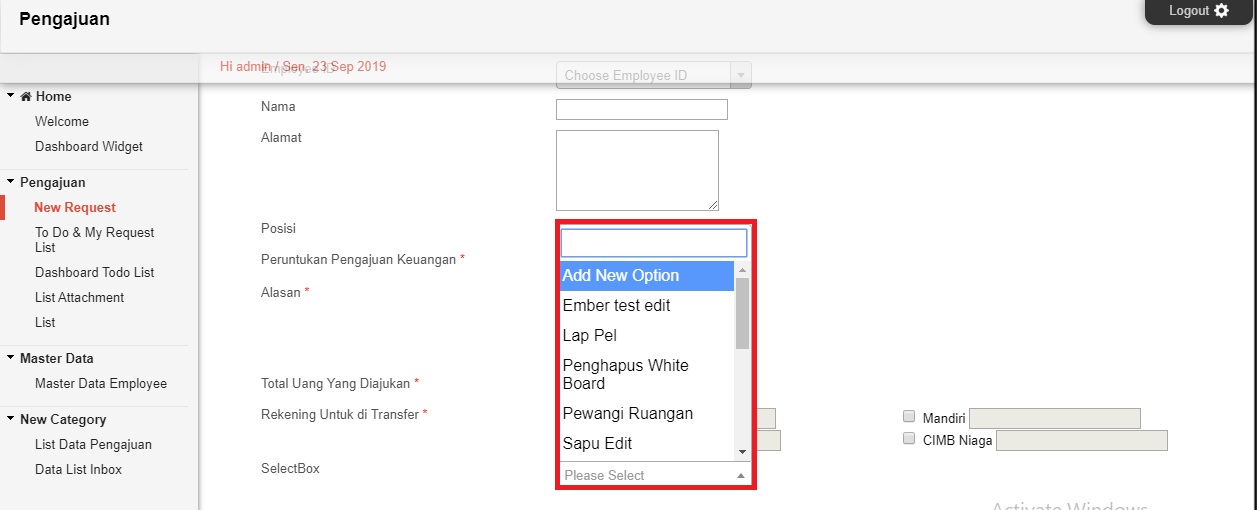 Pengajuan
Logout
Hi admin / Sen, 23 Sep 2019
Employee ID
Choose Employee ID
Home
Welcome
Dashboard Widget
Pengajuan
New Request
To Do & My Request
List
Dashboard Todo List
List Attachment
List
Master Data
Master Data Employee
New Category
List Data Pengajuan
Data List Inbox
Nama
Alamat
Posisi
Peruntukan Pengajuan Keuangan *
Alasan *
Total Uang Yang Diajukan *
Rekening Untuk di Transfer *
SelectBox
Add New Option
Ember test edit
Lap Pel
Penghapus White
Board
Pewangi Ruangan
Sapu Edit
Please Select
Mandiri
CIMB Niaga
Activate Windows